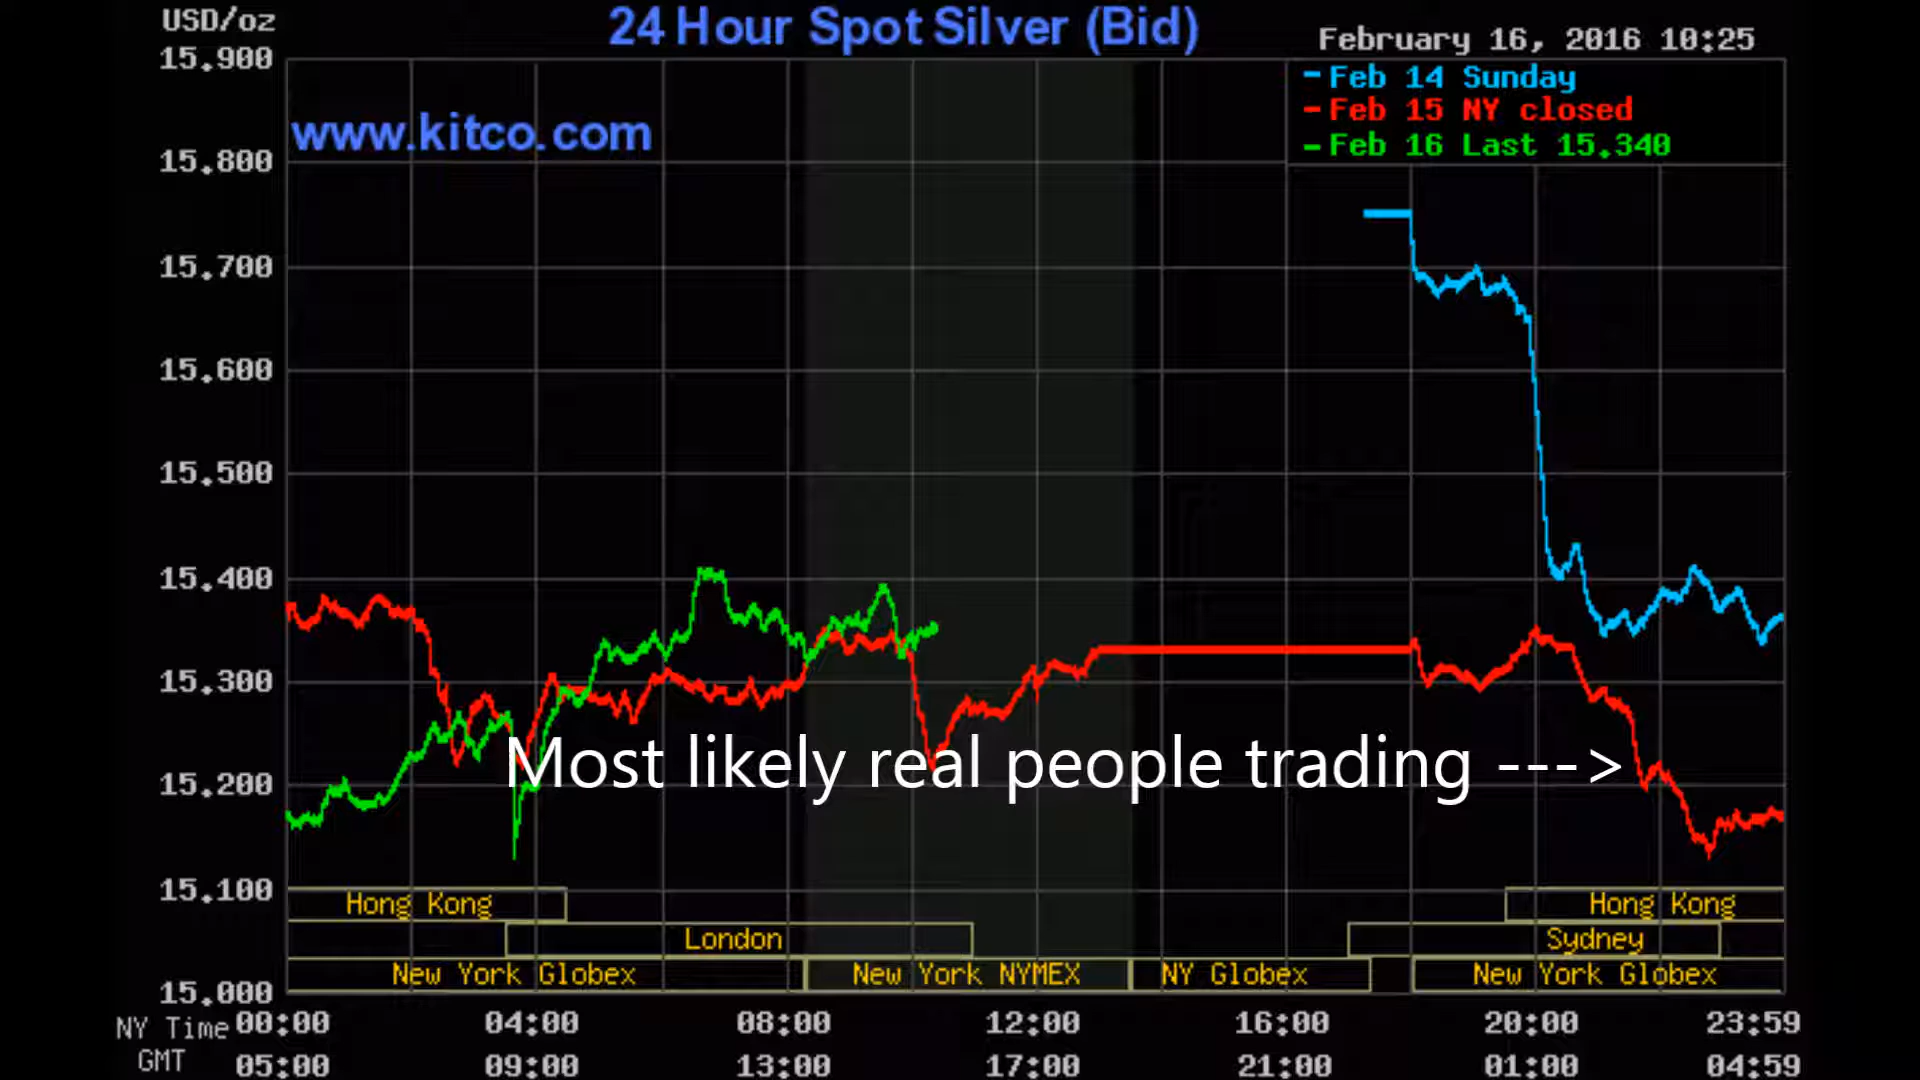 USD/oz
24 Hour Spot Silver (Bid)
February 16, 2016 10:25
15.900
Feb 14 Sunday
Feb 15 NY closed
www.kitco.com
Feb 16 Last 15.340
15.800
15.700
15.600
15.500
15.400
15.300
Most likely real people trading --->
15.200
15.100
Hong Kong
Hong Kong
London
Sydney
New York Globex
New York NYMEX
NY Globex
New York Globex
15.000
NY Time 00:00 04:00 08:00 12:00 16:00 20:00 23:59
GMT 05:00 09:00 13:00 17:00 21:00 01:00 04:59